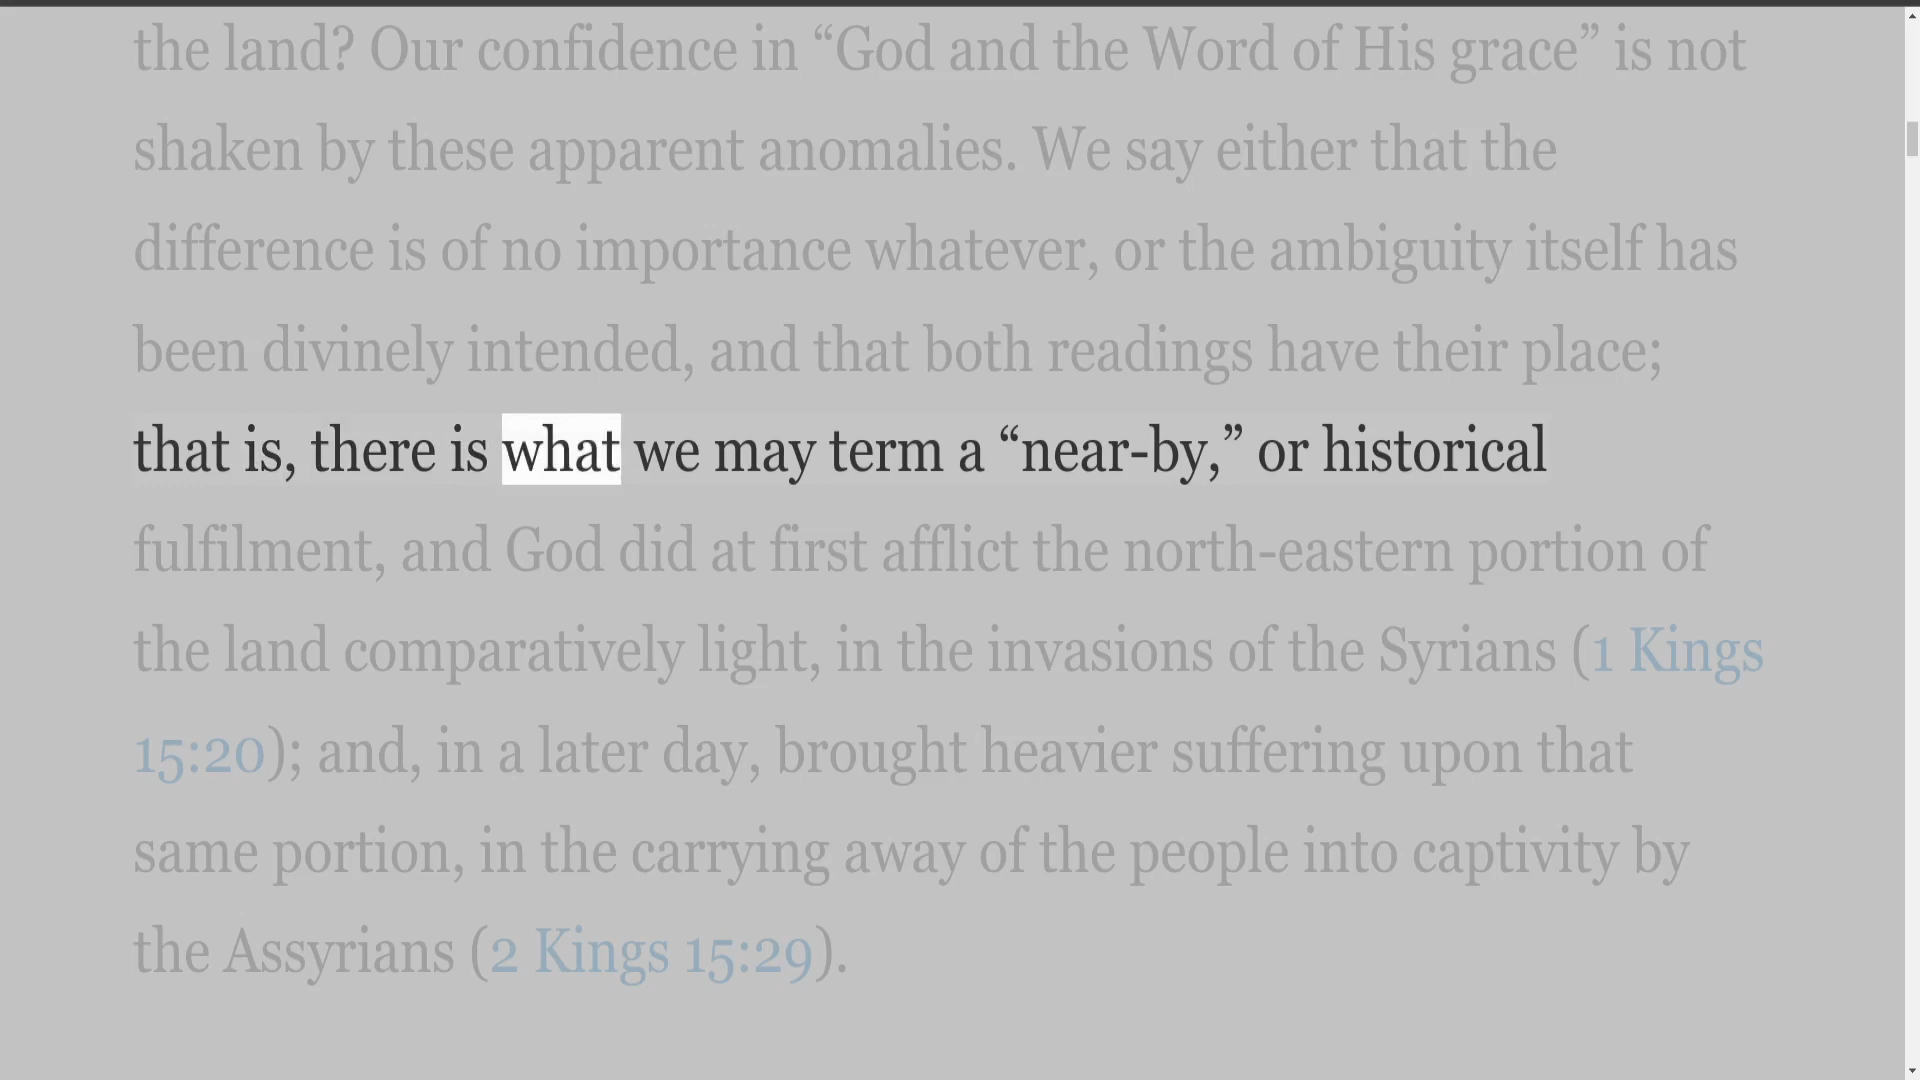 the land? Our confidence in “God and the Word of His grace” is not
shaken by these apparent anomalies. We say either that the
difference is of no importance whatever, or the ambiguity itself has
been divinely intended, and that both readings have their place;
that is, there is what we may term a “near-by,” or historical
fulfilment, and God did at first afflict the north-eastern portion of
the land comparatively light, in the invasions of the Syrians (1 Kings
15:20); and, in a later day, brought heavier suffering upon that
same portion, in the carrying away of the people into captivity by
the Assyrians (2 Kings 15:29).